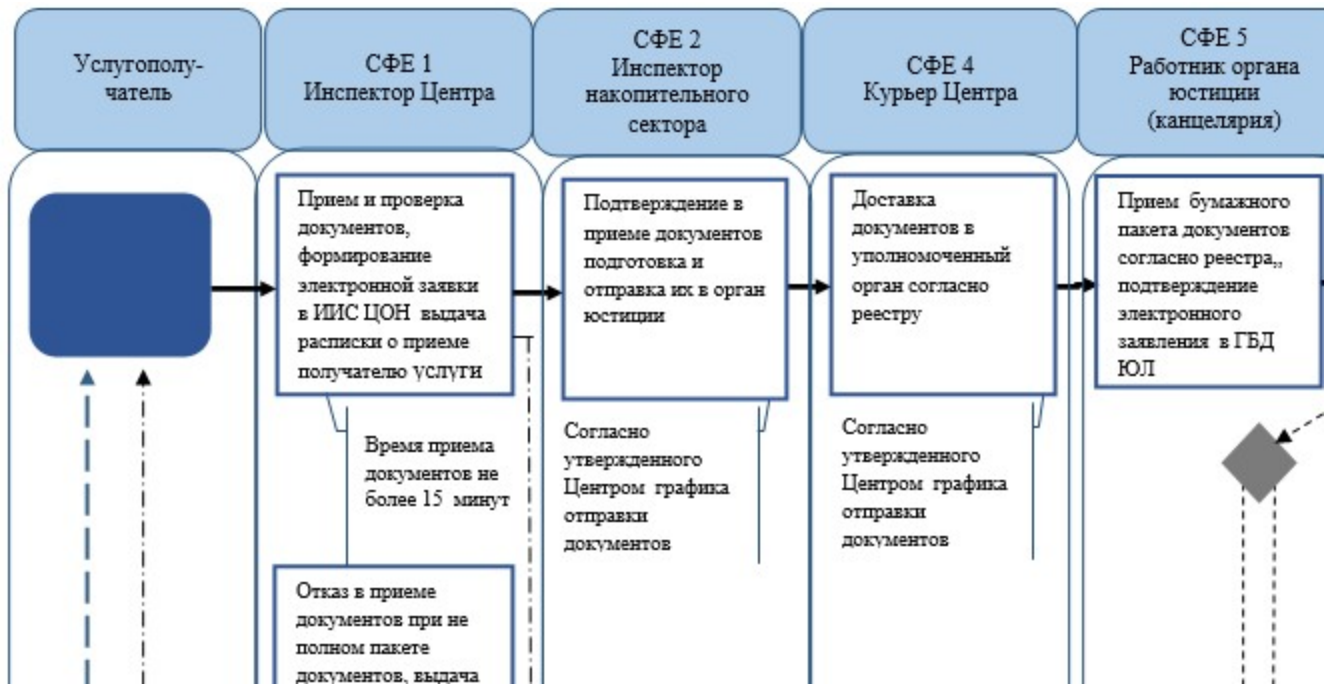 Услугополу-
чатель
СФЕ 1
Инспектор Центра
СФЕ 2
Инспектор
накопительного
сектора
СФЕ 4
Курьер Центра
СФЕ 5
Работник органа
юстиции
(канцелярия)
Прием и проверка
документов,
формирование
электронной заявки
в ИИС ЦОН выдача
расписки о приеме
получателю услуги
Подтверждение в
приеме документов
подготовка и
отправка их в орган
юстиции
Доставка
документов в
уполномоченный
орган согласно
реестру
Прием бумажного
пакета документов
согласно реестра,,
подтверждение
электронного
заявления в ГБД
ЮЛ
Время приема
документов не
более 15 минут
Согласно
утвержденного
Центром графика
отправки
документов
Согласно
утвержденного
Центром графика
отправки
документов
Отказ в приеме
документов при не
полном пакете
документов, выдача